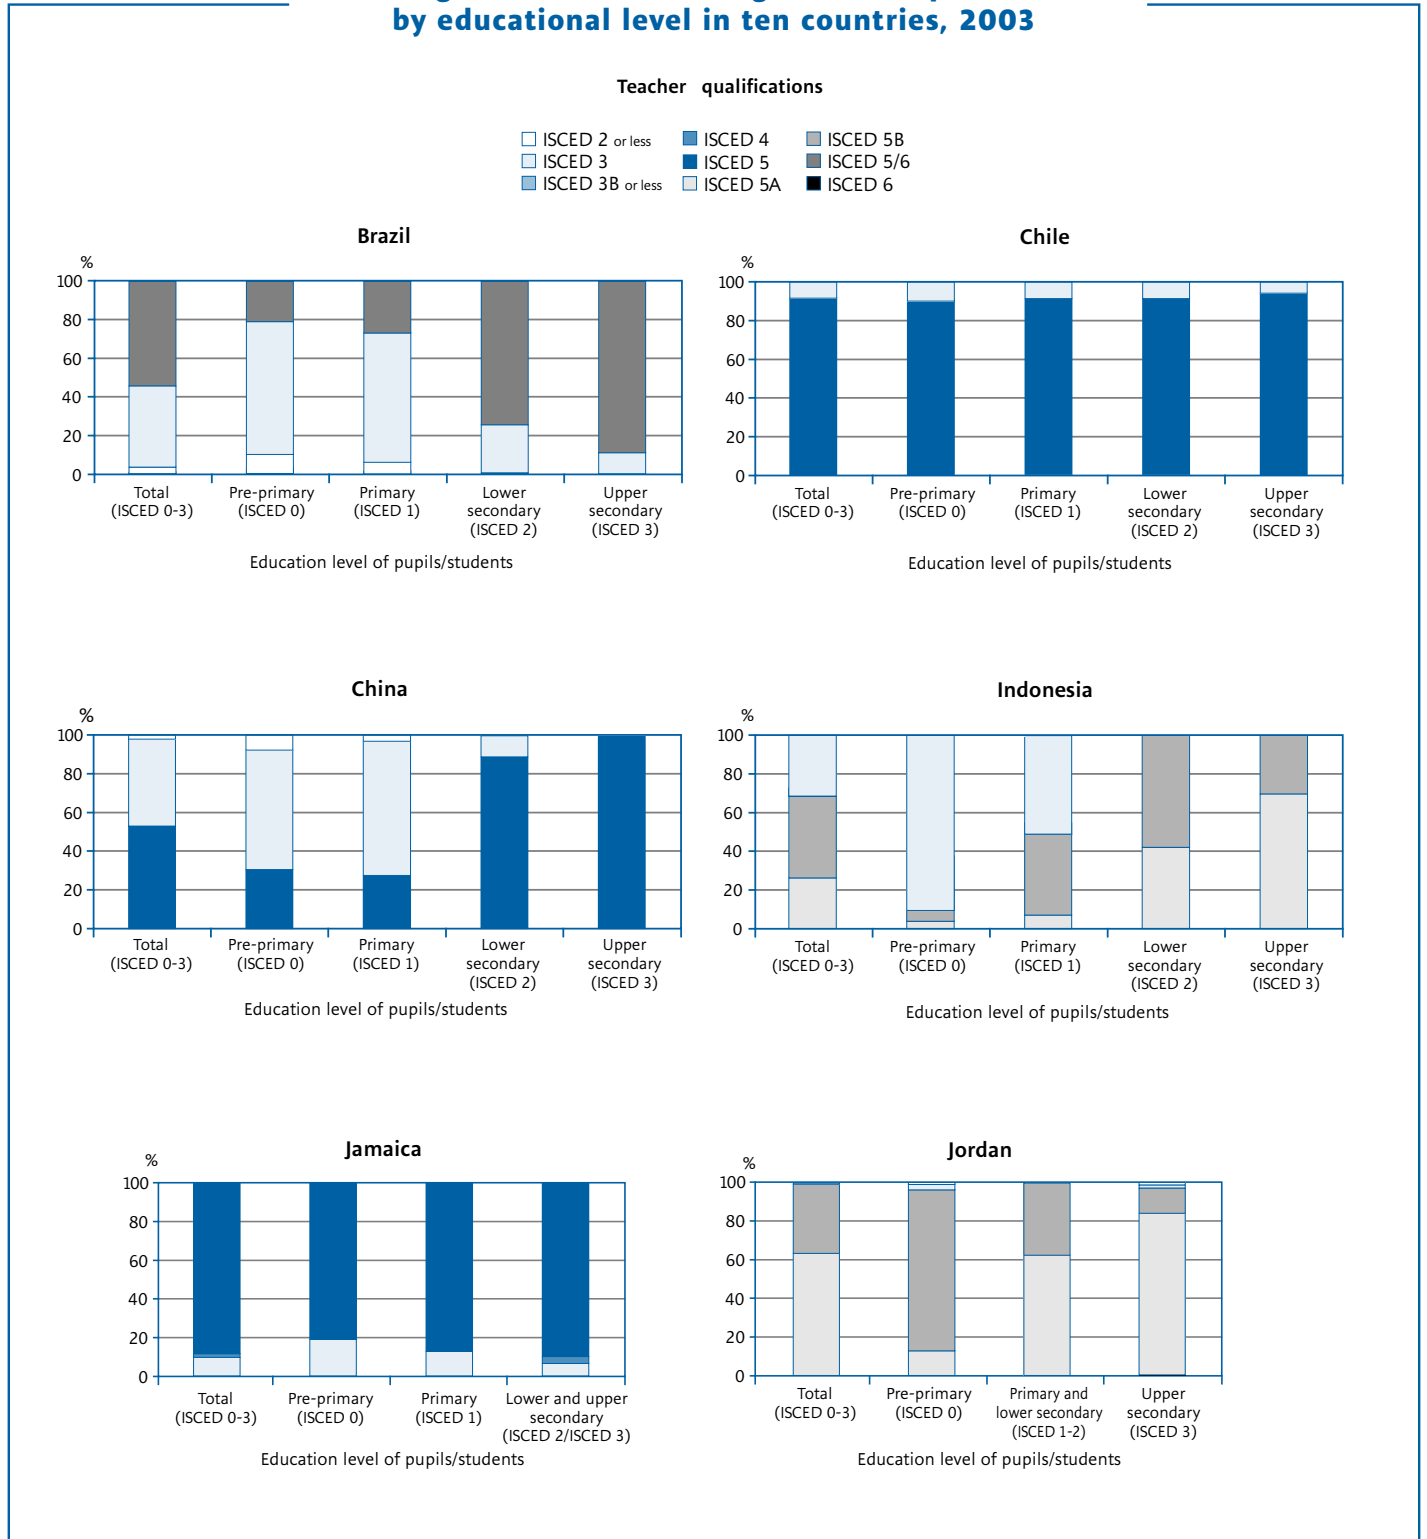 by educational level in ten countries, 2003
Teacher qualifications
ISCED 2 or less
ISCED 3
ISCED 3B or less
ISCED 4
ISCED 5
ISCED 5A
ISCED 5B
ISCED 5/6
ISCED 6
Brazil
%
100
80
60
40
20
0
Total
(ISCED 0-3)
Pre-primary
(ISCED 0)
Primary
(ISCED 1)
Lower
secondary
(ISCED 2)
Upper
secondary
(ISCED 3)
Education level of pupils/students
Chile
%
100
80
60
40
20
0
Total
(ISCED 0-3)
Pre-primary
(ISCED 0)
Primary
(ISCED 1)
Lower
secondary
(ISCED 2)
Upper
secondary
(ISCED 3)
Education level of pupils/students
China
%
100
80
60
40
20
0
Total
(ISCED 0-3)
Pre-primary
(ISCED 0)
Primary
(ISCED 1)
Lower
secondary
(ISCED 2)
Upper
secondary
(ISCED 3)
Education level of pupils/students
Indonesia
%
100
80
60
40
20
0
Total
(ISCED 0-3)
Pre-primary
(ISCED 0)
Primary
(ISCED 1)
Lower
secondary
(ISCED 2)
Upper
secondary
(ISCED 3)
Education level of pupils/students
Jamaica
%
100
80
60
40
20
0
Total
(ISCED 0-3)
Pre-primary
(ISCED 0)
Primary
(ISCED 1)
Lower and upper
secondary
(ISCED 2/ISCED 3)
Education level of pupils/students
Jordan
%
100
80
60
40
20
0
Total
(ISCED 0-3)
Pre-primary
(ISCED 0)
Primary and
lower secondary
(ISCED 1-2)
Upper
secondary
(ISCED 3)
Education level of pupils/students